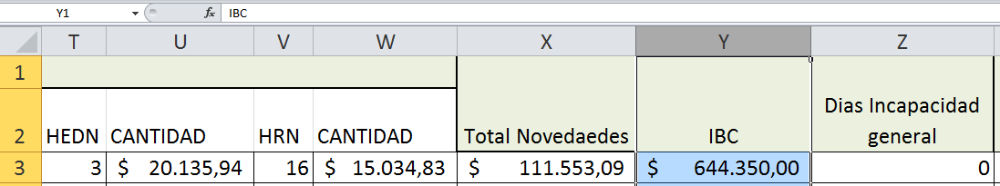 Y1 fx IBC
T U V W X Y Z
1
Dias Incapacidad
2 HEDN CANTIDAD HRN CANTIDAD Total Novedaedes IBC general
3 3 $ 20.135,94 16 $ 15.034,83 $ 111.553,09 $ 644.350,00 0